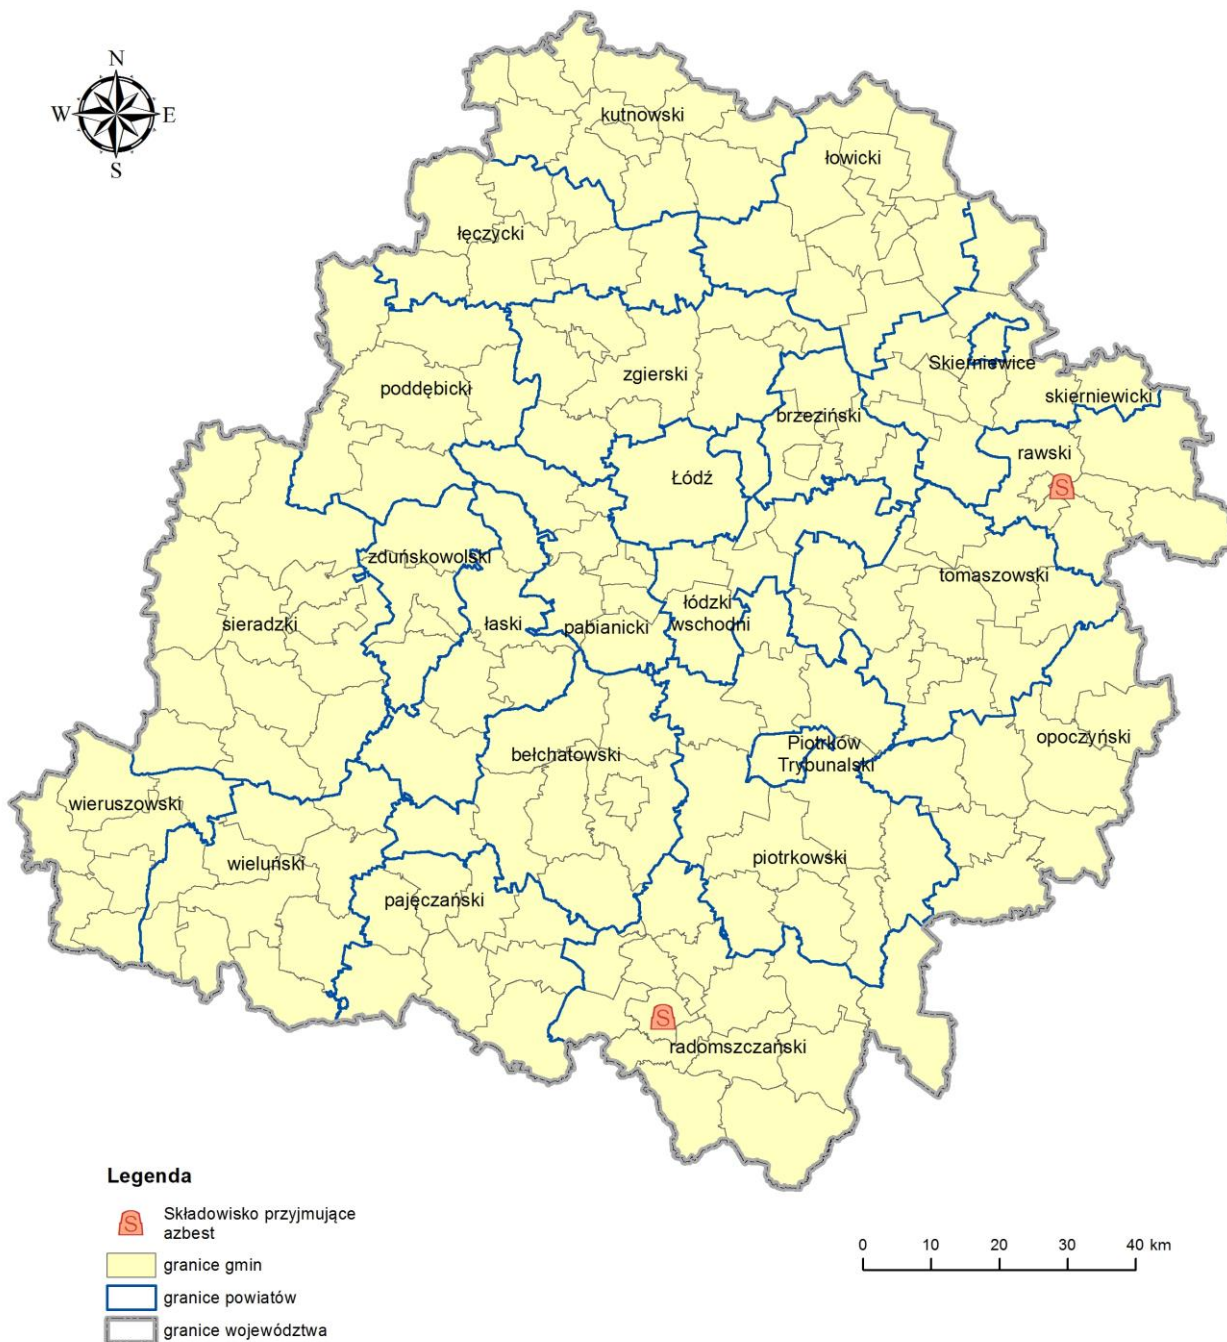 N
W E
S
kutnowski
łowicki
łęczycki
Skierniewice
zgierski
poddębicki
skierniewicki
brzeziński
rawski
Łódź
S
zduńskowolski
tomaszowski
łódzki
wschodni
sieradzki
łaski
pabianicki
opoczyński
Piotrków
Trybunalski
bełchatowski
wieruszowski
piotrkowski
wieluński
pajęczański
S
radomszczański
Legenda
S
Składowisko przyjmujące
azbest
granice gmin
granice powiatów
granice województwa
0 10 20 30 40 km